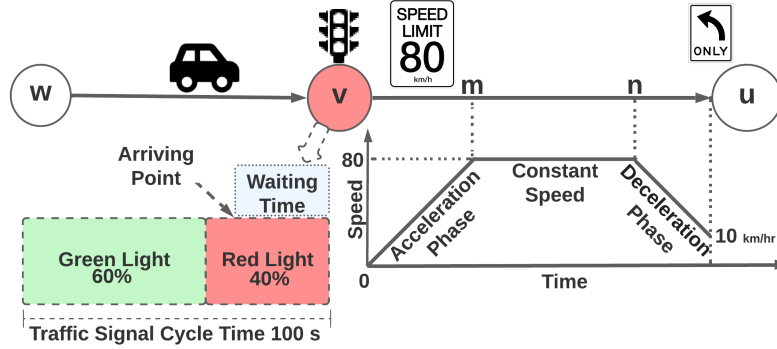 SPEED
LIMIT
80
km/h
ONLY
w
v
m
n
u
Arriving
Point
Waiting
Time
80
Speed
Acceleration
Phase
Constant
Speed
Deceleration
Phase
10 km/hr
Green Light
60%
Red Light
40%
0
Time
Traffic Signal Cycle Time 100 s